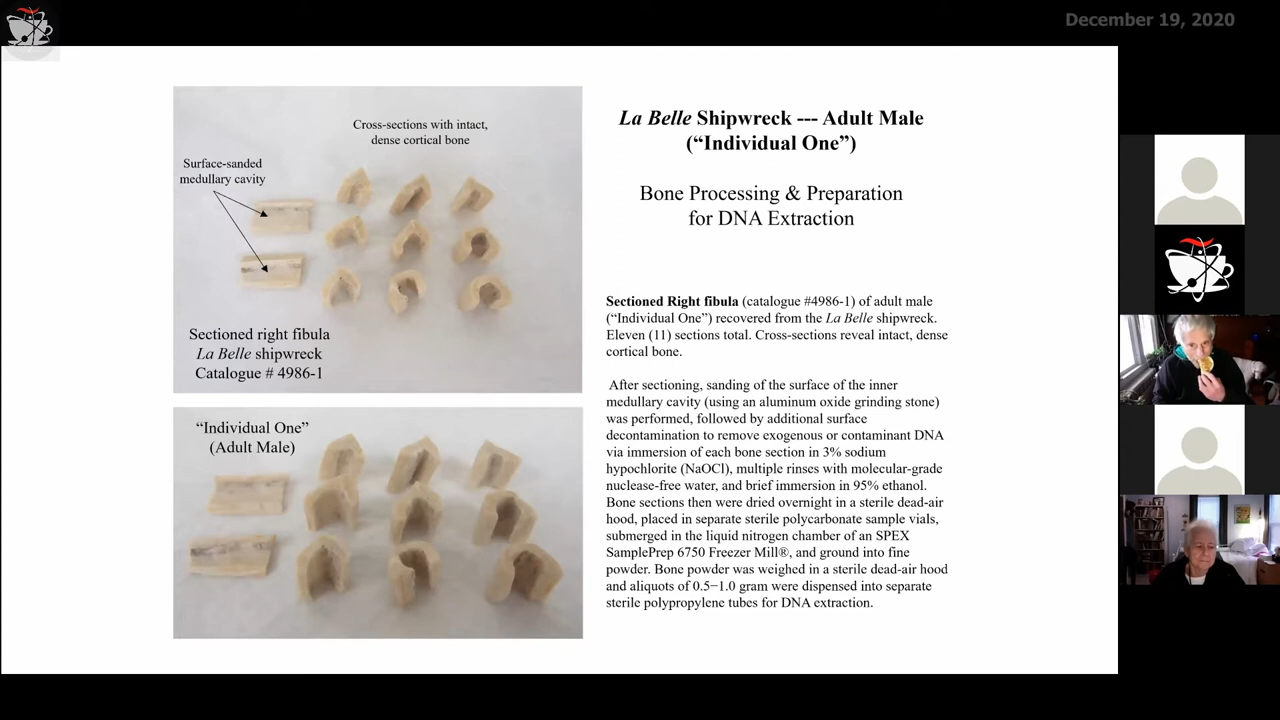 December 19, 2020
Cross-sections with intact,
dense cortical bone
Surface-sanded
medullary cavity
Sectioned right fibula
La Belle shipwreck
Catalogue # 4986-1
“Individual One”
(Adult Male)
La Belle Shipwreck --- Adult Male
(“Individual One”)
Bone Processing & Preparation
for DNA Extraction
Sectioned Right fibula (catalogue #4986-1) of adult male
(“Individual One”) recovered from the La Belle shipwreck.
Eleven (11) sections total. Cross-sections reveal intact, dense
cortical bone.
After sectioning, sanding of the surface of the inner
medullary cavity (using an aluminum oxide grinding stone)
was performed, followed by additional surface
decontamination to remove exogenous or contaminant DNA
via immersion of each bone section in 3% sodium
hypochlorite (NaOCl), multiple rinses with molecular-grade
nuclease-free water, and brief immersion in 95% ethanol.
Bone sections then were dried overnight in a sterile dead-air
hood, placed in separate sterile polycarbonate sample vials,
submerged in the liquid nitrogen chamber of an SPEX
SamplePrep 6750 Freezer Mill®, and ground into fine
powder. Bone powder was weighed in a sterile dead-air hood
and aliquots of 0.5−1.0 gram were dispensed into separate
sterile polypropylene tubes for DNA extraction.